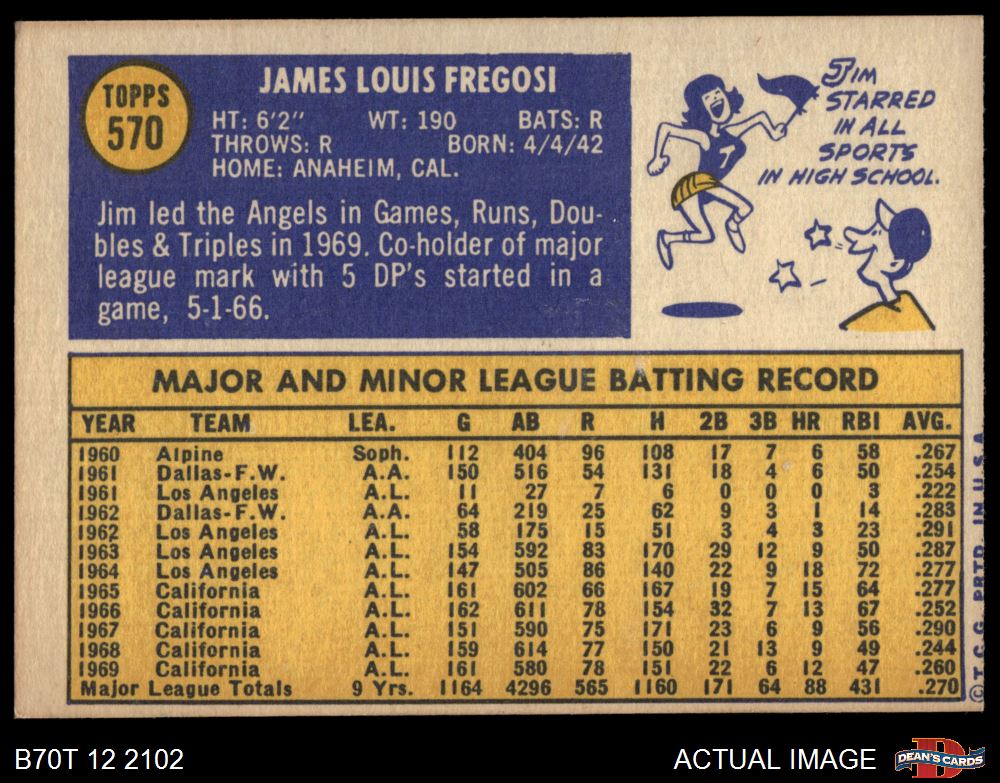 TOPPS
570
JAMES LOUIS FREGOSI
HT: 6'2" WT: 190 BATS: R
THROWS: R BORN: 4/4/42
HOME: ANAHEIM, CAL.
Jim led the Angels in Games, Runs, Dou-
bles & Triples in 1969. Co-holder of major
league mark with 5 DP's started in a
game, 5-1-66.
JIM
STARRED
IN ALL
SPORTS
IN HIGH SCHOOL.
7
MAJOR AND MINOR LEAGUE BATTING RECORD
YEAR TEAM LEA. G AB R H 2B 3B HR RBI AVG.
1960 Alpine Soph. 112 404 96 108 17 7 6 58 .267
1961 Dallas-F.W. A.A. 150 516 54 131 18 4 6 50 .254
1961 Los Angeles A.L. 11 27 7 6 0 0 0 3 .222
1962 Dallas-F.W. A.A. 64 219 25 62 9 3 1 14 .283
1962 Los Angeles A.L. 58 175 15 51 3 4 3 23 .291
1963 Los Angeles A.L. 154 592 83 170 29 12 9 50 .287
1964 Los Angeles A.L. 147 505 86 140 22 9 18 72 .277
1965 California A.L. 161 602 66 167 19 7 15 64 .277
1966 California A.L. 162 611 78 154 32 7 13 67 .252
1967 California A.L. 151 590 75 171 23 6 9 56 .290
1968 California A.L. 159 614 77 150 21 13 9 49 .244
1969 California A.L. 161 580 78 151 22 6 12 47 .260
Major League Totals 9 Yrs. 1164 4296 565 1160 171 64 88 431 .270
©T.C.G. PRTD. IN U.S.A.
B70T 12 2102
ACTUAL IMAGE
D
DEAN'S CARDS